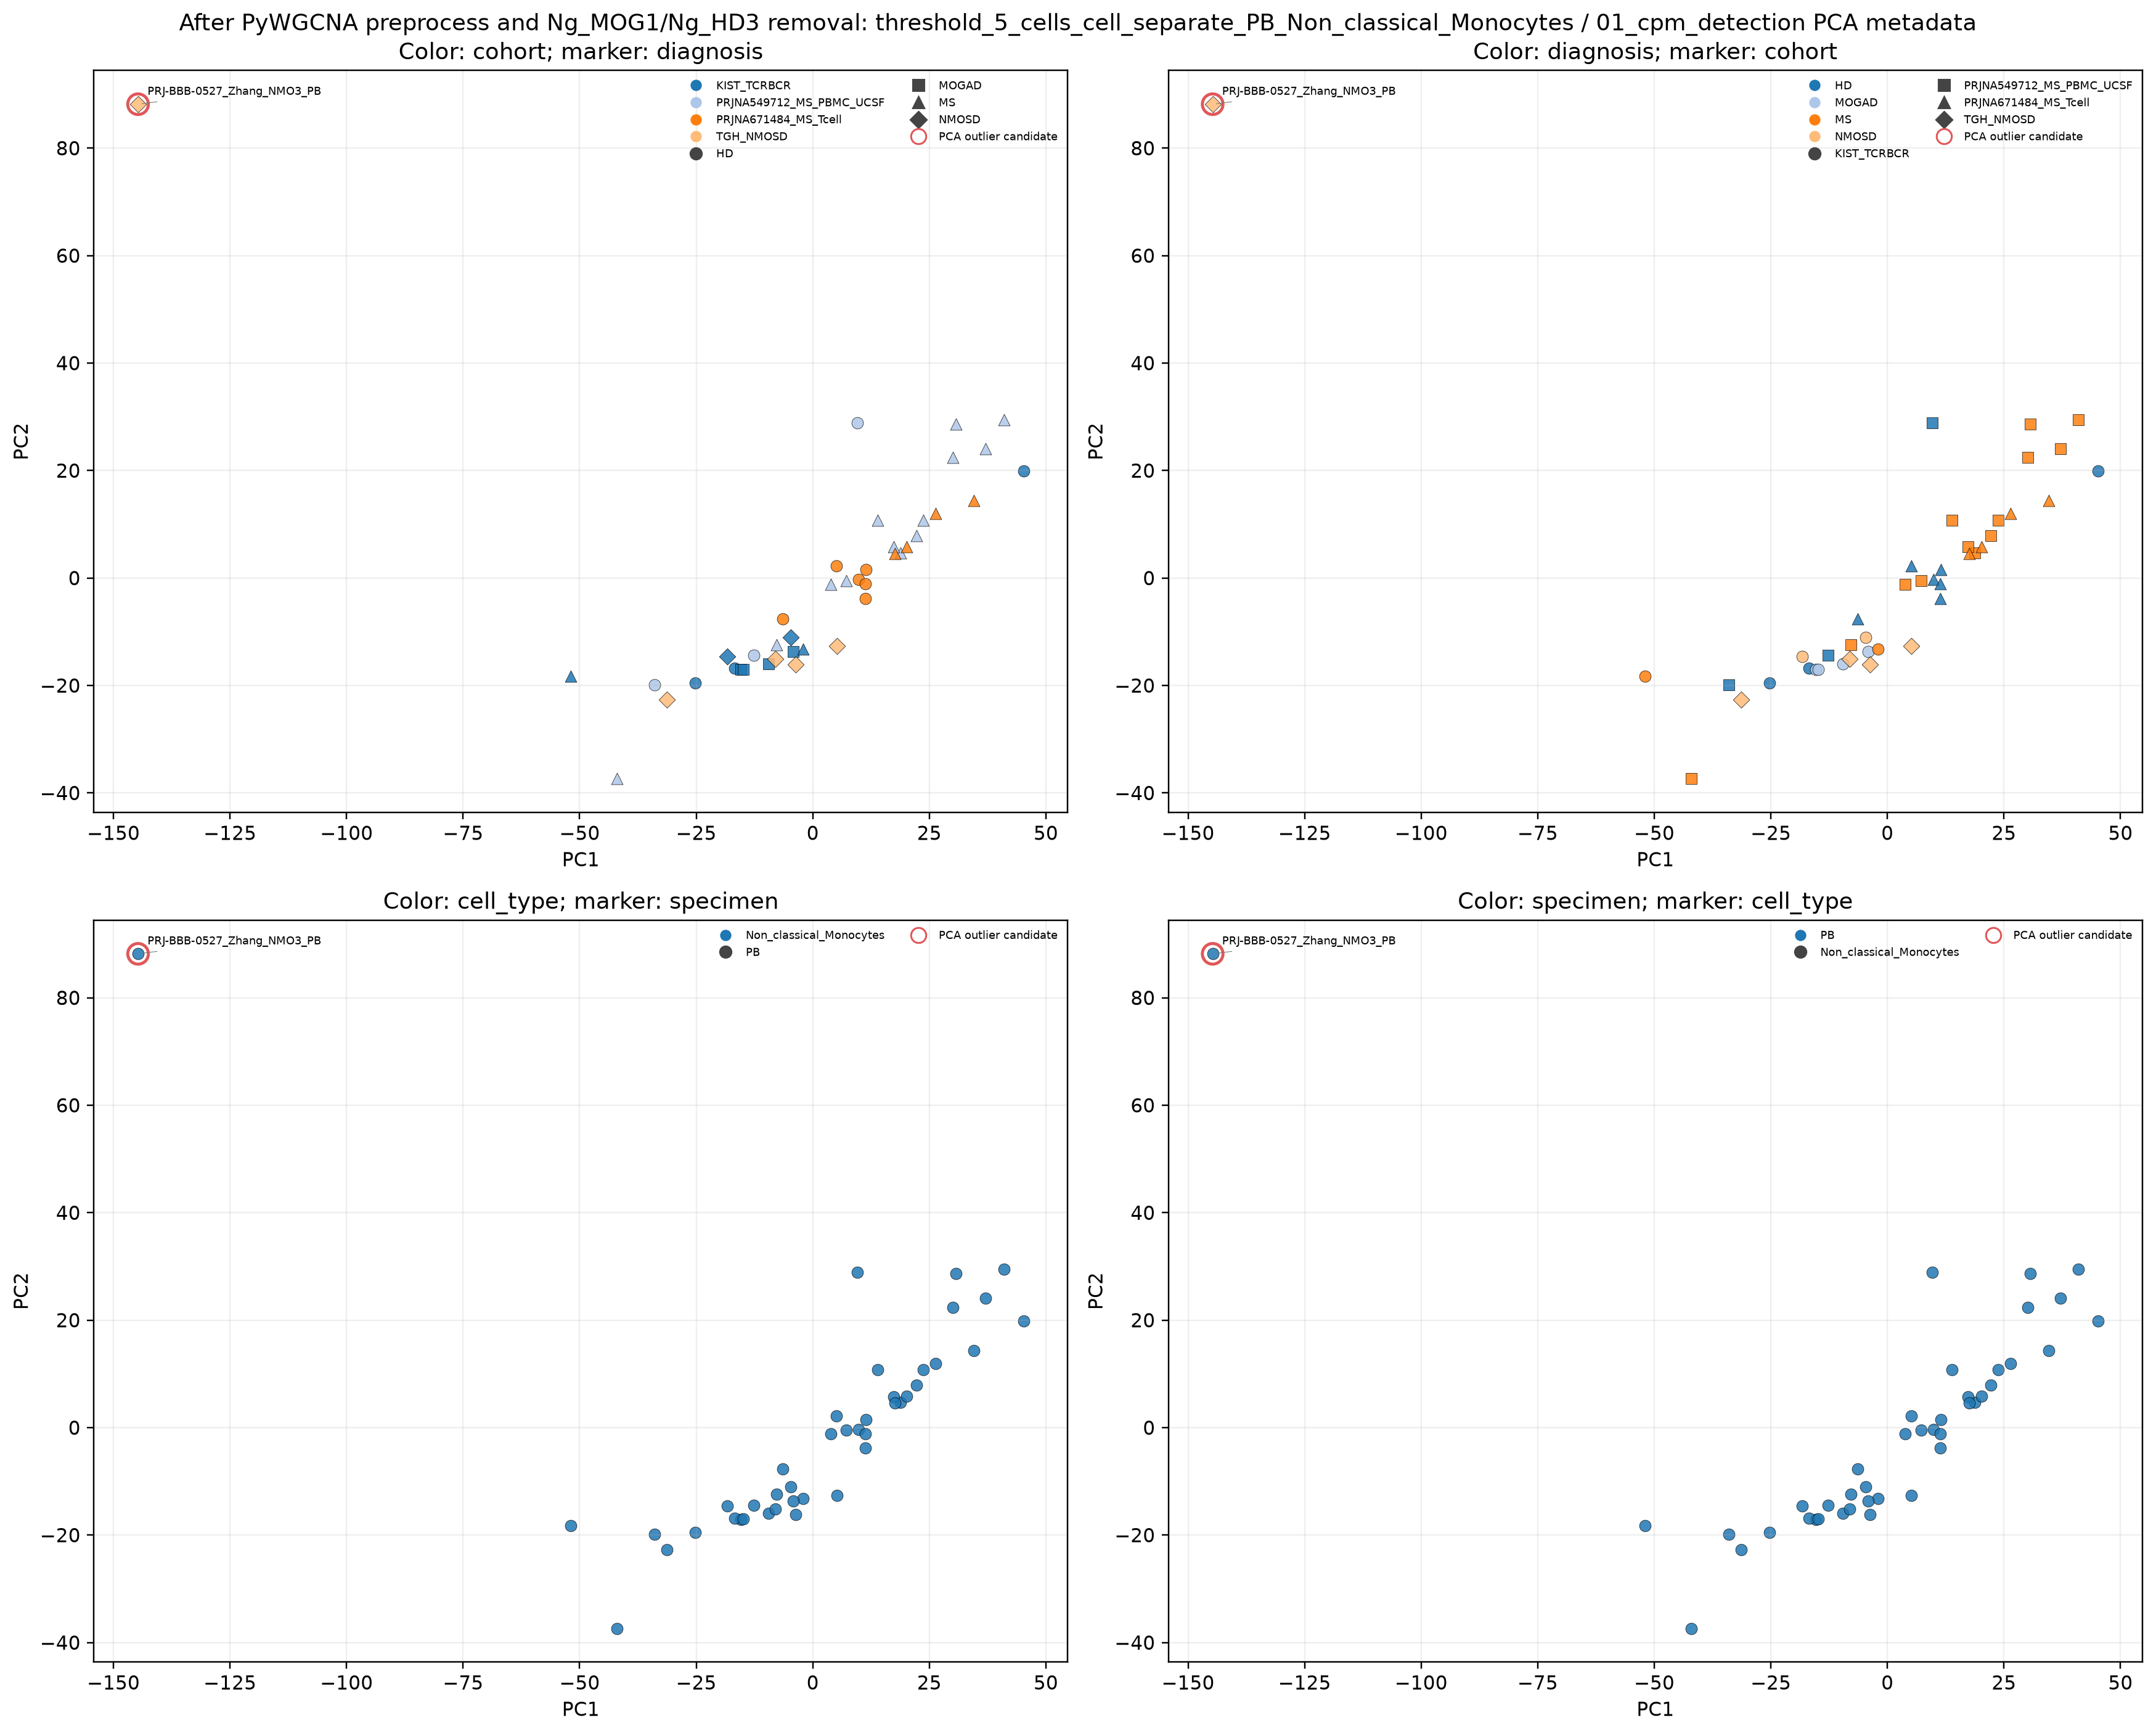 After PyWGCNA preprocess and Ng_MOG1/Ng_HD3 removal: threshold_5_cells_cell_separate_PB_Non_classical_Monocytes / 01_cpm_detection PCA metadata
Color: cohort; marker: diagnosis
PRJ-BBB-0527_Zhang_NMO3_PB
KIST_TCRBCR
PRJNA549712_MS_PBMC_UCSF
PRJNA671484_MS_Tcell
TGH_NMOSD
HD
MOGAD
MS
NMOSD
PCA outlier candidate
80
60
40
20
0
−20
−40
PC2
−150 −125 −100 −75 −50 −25 0 25 50
PC1
Color: diagnosis; marker: cohort
PRJ-BBB-0527_Zhang_NMO3_PB
HD
MOGAD
MS
NMOSD
KIST_TCRBCR
PRJNA549712_MS_PBMC_UCSF
PRJNA671484_MS_Tcell
TGH_NMOSD
PCA outlier candidate
80
60
40
20
0
−20
−40
PC2
−150 −125 −100 −75 −50 −25 0 25 50
PC1
Color: cell_type; marker: specimen
PRJ-BBB-0527_Zhang_NMO3_PB
Non_classical_Monocytes
PB
PCA outlier candidate
80
60
40
20
0
−20
−40
PC2
−150 −125 −100 −75 −50 −25 0 25 50
PC1
Color: specimen; marker: cell_type
PRJ-BBB-0527_Zhang_NMO3_PB
PB
Non_classical_Monocytes
PCA outlier candidate
80
60
40
20
0
−20
−40
PC2
−150 −125 −100 −75 −50 −25 0 25 50
PC1